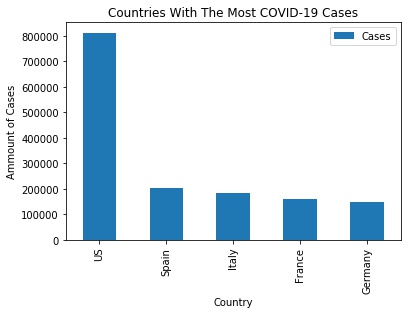 Countries With The Most COVID-19 Cases
Cases
Ammount of Cases
800000
700000
600000
500000
400000
300000
200000
100000
0
US
Spain
Italy
France
Germany
Country